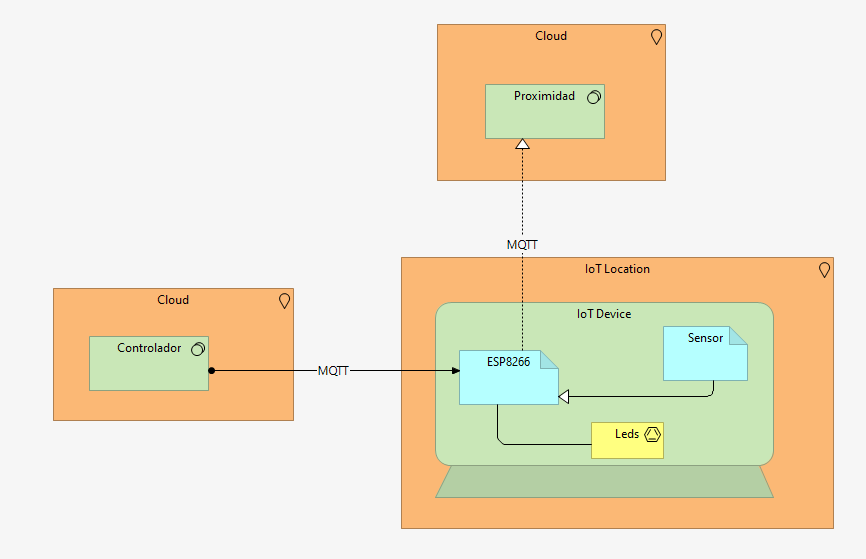 Cloud
Proximidad
MQTT
IoT Location
Cloud
IoT Device
Controlador
Sensor
ESP8266
MQTT
Leds